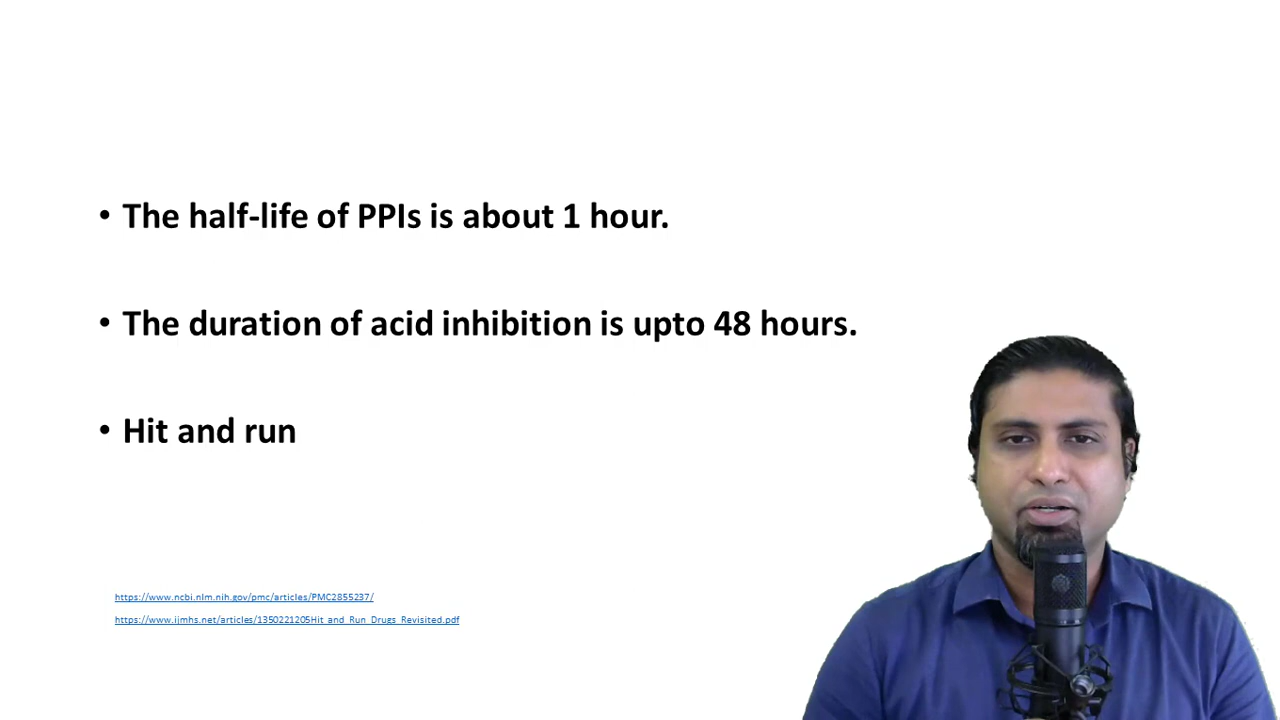 • The half-life of PPIs is about 1 hour.
• The duration of acid inhibition is upto 48 hours.
• Hit and run
https://www.ncbi.nlm.nih.gov/pmc/articles/PMC2855237/
https://www.ijmhs.net/articles/1350221205Hit_and_Run_Drugs_Revisited.pdf